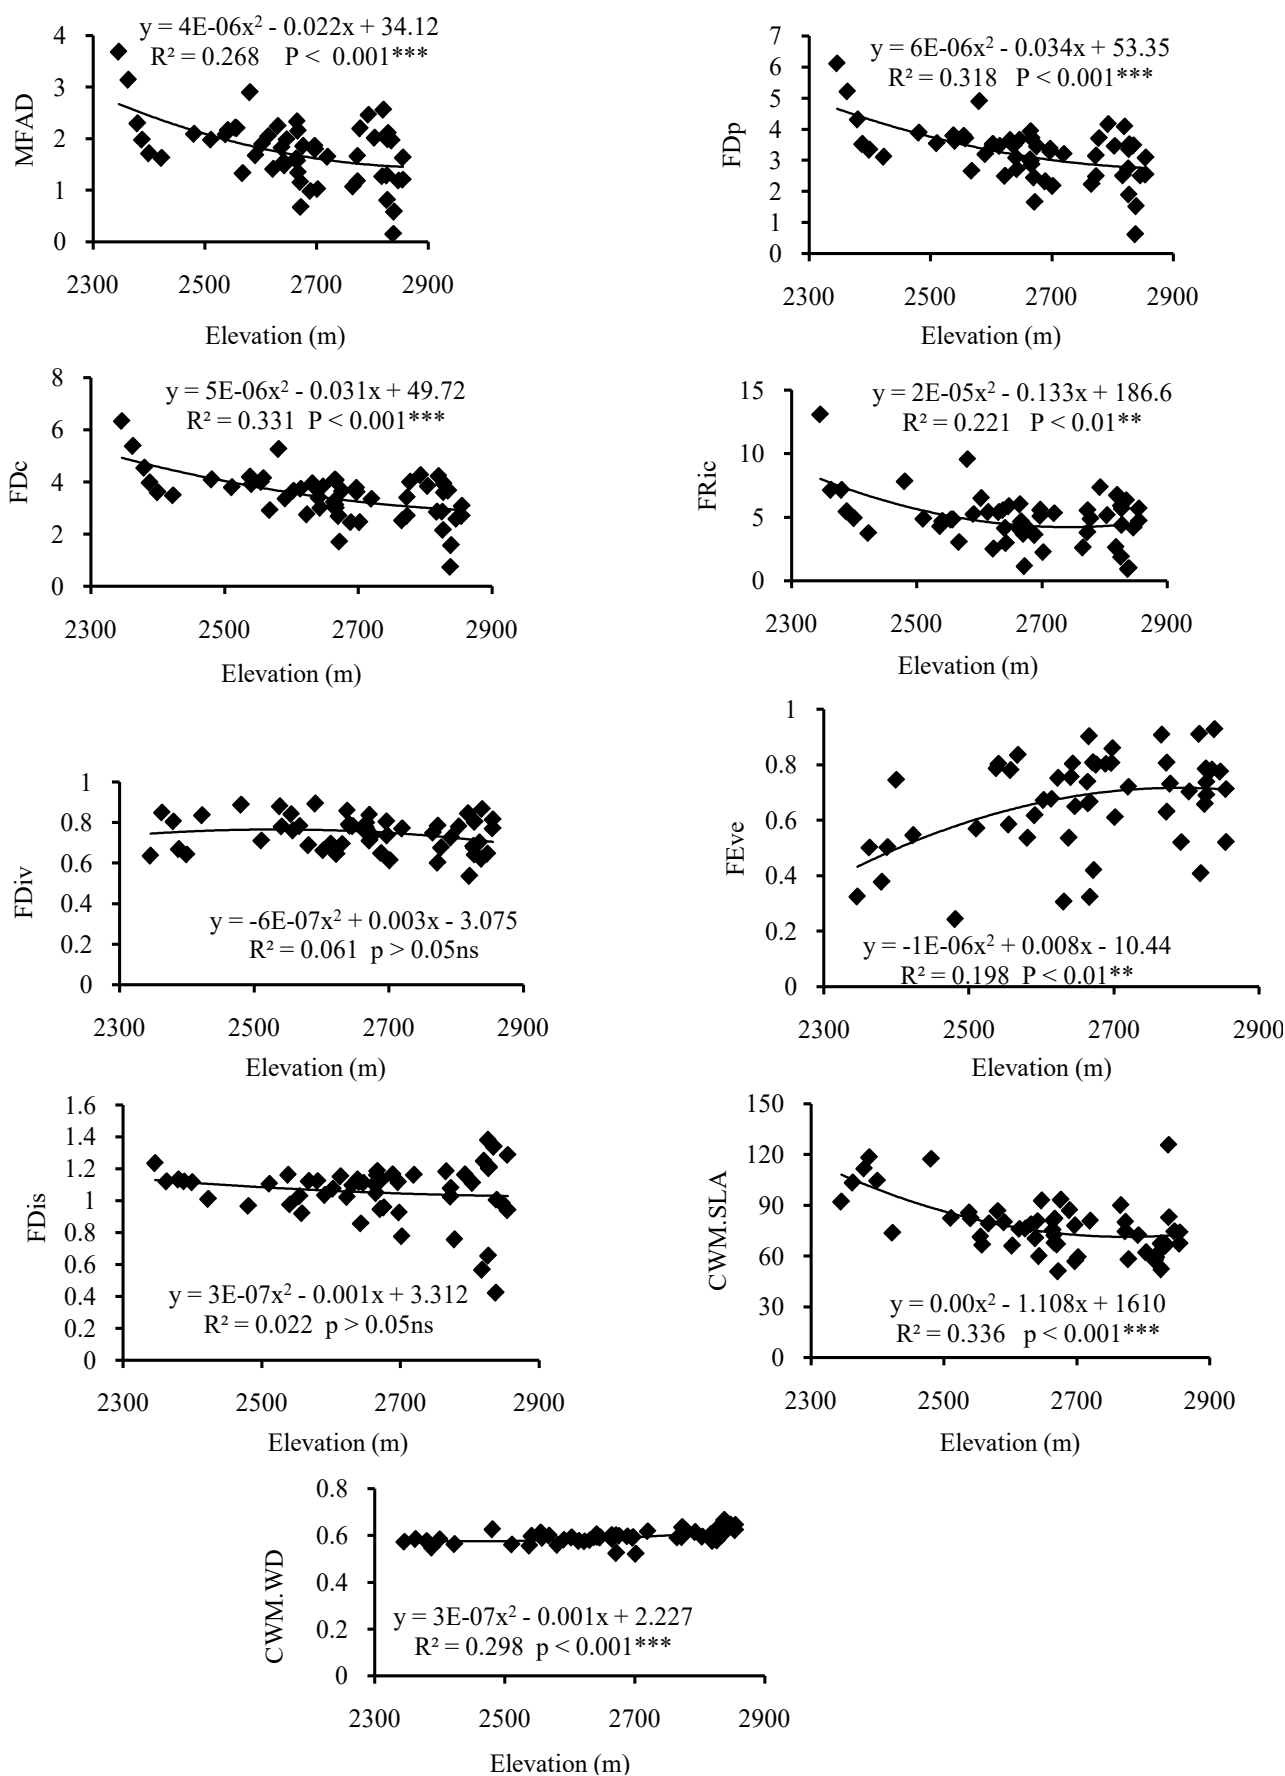 y = 4E-06x² - 0.022x + 34.12
R² = 0.268 P < 0.001***
4
3
2
1
0
MFAD
2300 2500 2700 2900
Elevation (m)
y = 6E-06x² - 0.034x + 53.35
R² = 0.318 P < 0.001***
7
6
5
4
3
2
1
0
FDp
2300 2500 2700 2900
Elevation (m)
y = 5E-06x² - 0.031x + 49.72
R² = 0.331 P < 0.001***
8
6
4
2
0
FDc
2300 2500 2700 2900
Elevation (m)
y = 2E-05x² - 0.133x + 186.6
R² = 0.221 P < 0.01**
15
10
5
0
FRic
2300 2500 2700 2900
Elevation (m)
1
0.8
0.6
0.4
0.2
0
FDiv
y = -6E-07x² + 0.003x - 3.075
R² = 0.061 p > 0.05ns
2300 2500 2700 2900
Elevation (m)
1
0.8
0.6
0.4
0.2
0
FEve
y = -1E-06x² + 0.008x - 10.44
R² = 0.198 P < 0.01**
2300 2500 2700 2900
Elevation (m)
1.6
1.4
1.2
1
0.8
0.6
0.4
0.2
0
FDis
y = 3E-07x² - 0.001x + 3.312
R² = 0.022 p > 0.05ns
2300 2500 2700 2900
Elevation (m)
150
120
90
60
30
0
CWM.SLA
y = 0.00x² - 1.108x + 1610
R² = 0.336 p < 0.001***
2300 2500 2700 2900
Elevation (m)
0.8
0.6
0.4
0.2
0
CWM.WD
y = 3E-07x² - 0.001x + 2.227
R² = 0.298 p < 0.001***
2300 2500 2700 2900
Elevation (m)